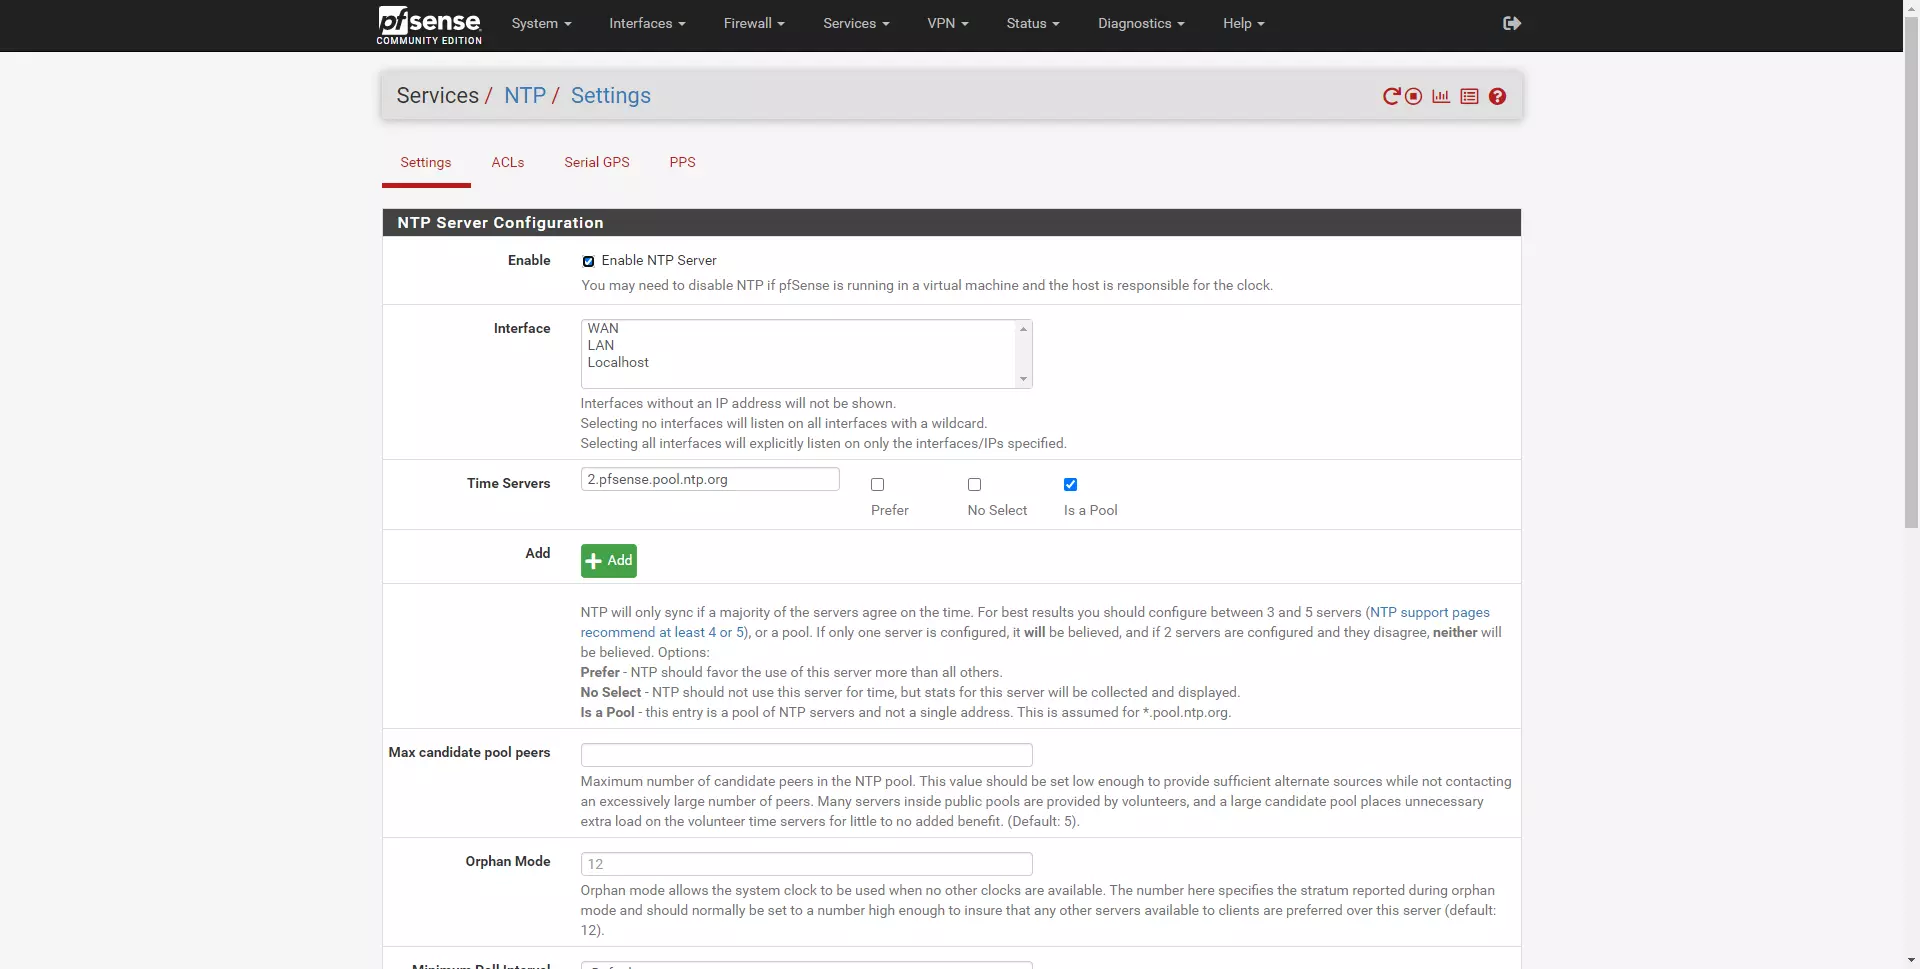 pfsense
COMMUNITY EDITION
System
Interfaces
Firewall
Services
VPN
Status
Diagnostics
Help
Services / NTP / Settings
Settings
ACLs
Serial GPS
PPS
NTP Server Configuration
Enable
Enable NTP Server
You may need to disable NTP if pfSense is running in a virtual machine and the host is responsible for the clock.
Interface
WAN
LAN
Localhost
Interfaces without an IP address will not be shown.
Selecting no interfaces will listen on all interfaces with a wildcard.
Selecting all interfaces will explicitly listen on only the interfaces/IPs specified.
Time Servers
2.pfsense.pool.ntp.org
Prefer
No Select
Is a Pool
Add
Add
NTP will only sync if a majority of the servers agree on the time. For best results you should configure between 3 and 5 servers (NTP support pages
recommend at least 4 or 5), or a pool. If only one server is configured, it will be believed, and if 2 servers are configured and they disagree, neither will
be believed. Options:
Prefer - NTP should favor the use of this server more than all others.
No Select - NTP should not use this server for time, but stats for this server will be collected and displayed.
Is a Pool - this entry is a pool of NTP servers and not a single address. This is assumed for *.pool.ntp.org.
Max candidate pool peers
Maximum number of candidate peers in the NTP pool. This value should be set low enough to provide sufficient alternate sources while not contacting
an excessively large number of peers. Many servers inside public pools are provided by volunteers, and a large candidate pool places unnecessary
extra load on the volunteer time servers for little to no added benefit. (Default: 5).
Orphan Mode
12
Orphan mode allows the system clock to be used when no other clocks are available. The number here specifies the stratum reported during orphan
mode and should normally be set to a number high enough to insure that any other servers available to clients are preferred over this server (default:
12).
Minimum Poll Interval